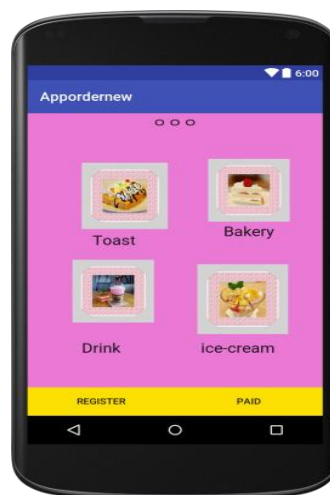 6:00
Appordernew
Toast
Bakery
Drink
ice-cream
REGISTER
PAID